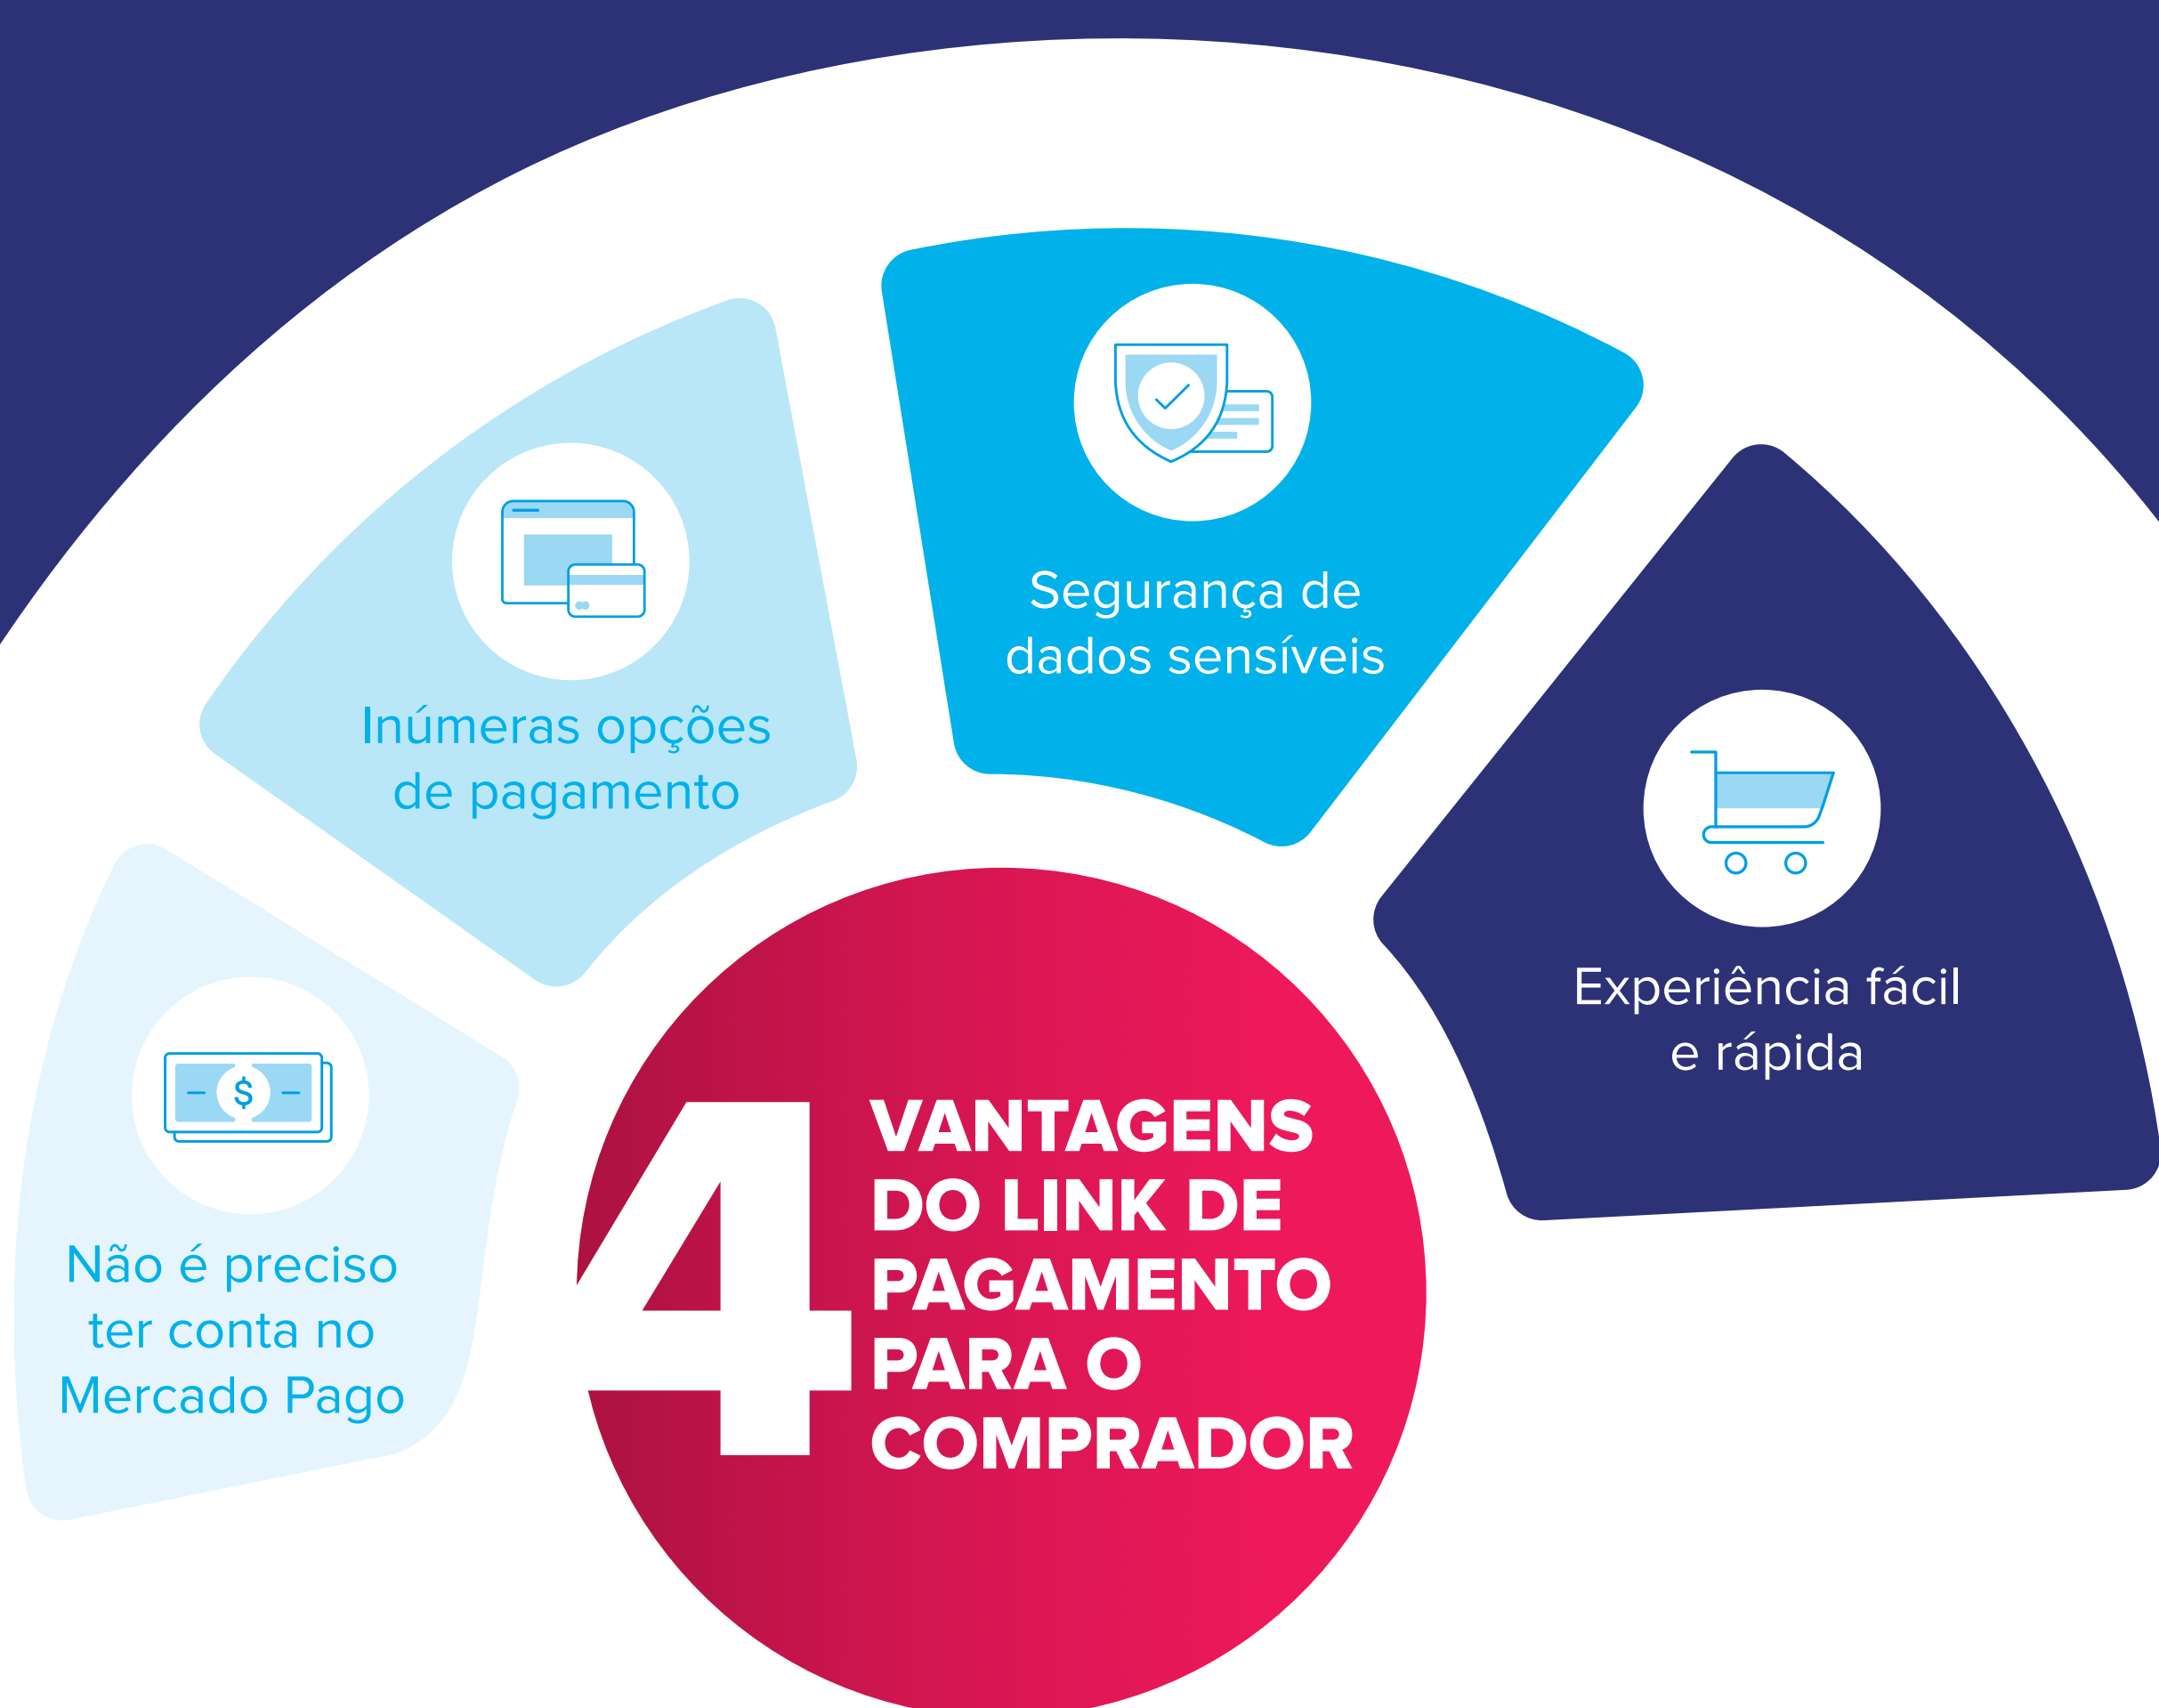 Segurança de
dados sensíveis
Inúmeras opções
de pagamento
Experiência fácil
e rápida
$
Não é preciso
ter conta no
Mercado Pago
4
VANTAGENS
DO LINK DE
PAGAMENTO
PARA O
COMPRADOR